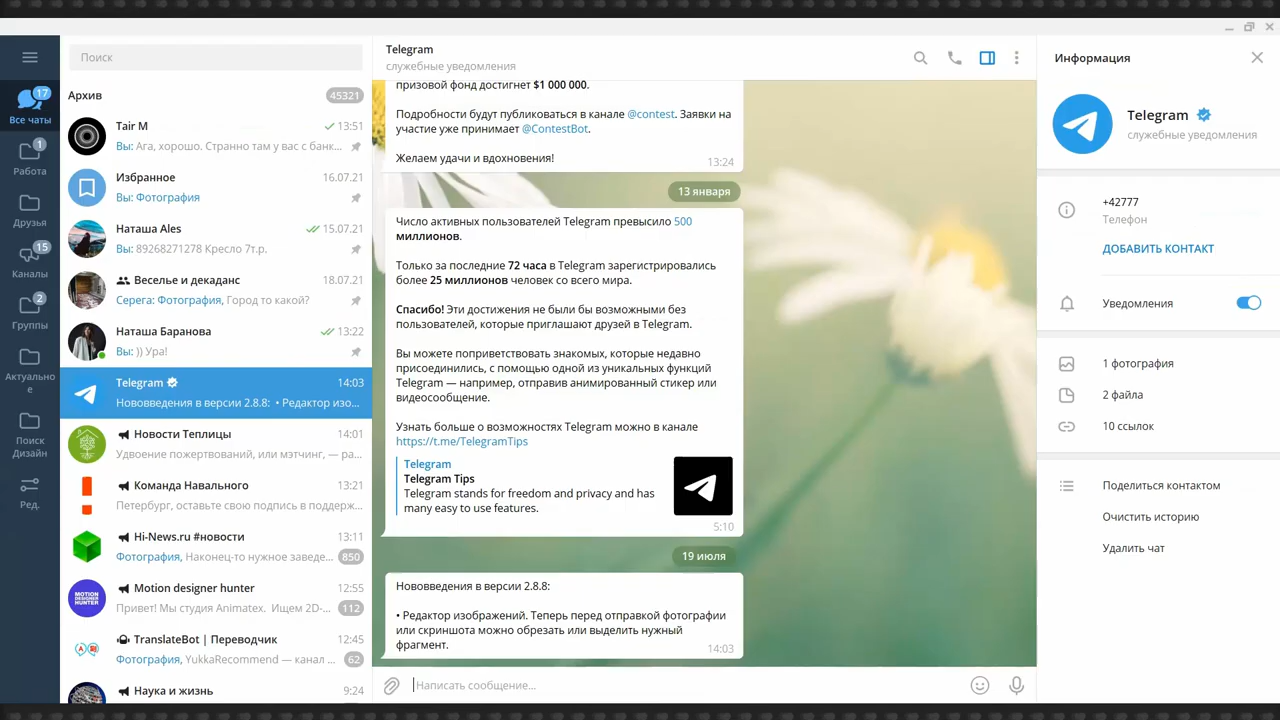 17
Все чаты
1
Работа
Друзья
15
Каналы
2
Группы
Актуально
е
Поиск
Дизайн
Ред.
Поиск
Архив
45321
Tair M
13:51
Вы: Ага, хорошо. Странно там у вас с банк...
Избранное
16.07.21
Вы: Фотография
Наташа Ales
15.07.21
Вы: 89268271278 Кресло 7т.р.
Веселье и декаданс
18.07.21
Серега: Фотография, Город то какой?
Наташа Баранова
13:22
Вы: )) Ура!
Telegram
14:03
Нововведения в версии 2.8.8: • Редактор изо...
Новости Теплицы
14:01
Удвоение пожертвований, или мэтчинг, — ра...
Команда Навального
13:21
Петербург, оставьте свою подпись в поддерж...
Hi-News.ru #новости
13:11
Фотография, Наконец-то нужное заведе...
850
MOTION
DESIGNER
HUNTER
Motion designer hunter
12:55
Привет! Мы студия Animatex. Ищем 2D-...
112
TranslateBot | Переводчик
12:45
Фотография, YukkaRecommend — канал ...
62
Наука и жизнь
9:24
Telegram
служебные уведомления
призовой фонд достигнет $1 000 000.
Подробности будут публиковаться в канале @contest. Заявки на
участие уже принимает @ContestBot.
Желаем удачи и вдохновения!
13:24
13 января
Число активных пользователей Telegram превысило 500
миллионов.
Только за последние 72 часа в Telegram зарегистрировались
более 25 миллионов человек со всего мира.
Спасибо! Эти достижения не были бы возможными без
пользователей, которые приглашают друзей в Telegram.
Вы можете поприветствовать знакомых, которые недавно
присоединились, с помощью одной из уникальных функций
Telegram — например, отправив анимированный стикер или
видеосообщение.
Узнать больше о возможностях Telegram можно в канале
https://t.me/TelegramTips
Telegram
Telegram Tips
Telegram stands for freedom and privacy and has
many easy to use features.
5:10
19 июля
Нововведения в версии 2.8.8:
• Редактор изображений. Теперь перед отправкой фотографии
или скриншота можно обрезать или выделить нужный
фрагмент.
14:03
Написать сообщение...
Информация
Telegram
служебные уведомления
+42777
Телефон
ДОБАВИТЬ КОНТАКТ
Уведомления
1 фотография
2 файла
10 ссылок
Поделиться контактом
Очистить историю
Удалить чат